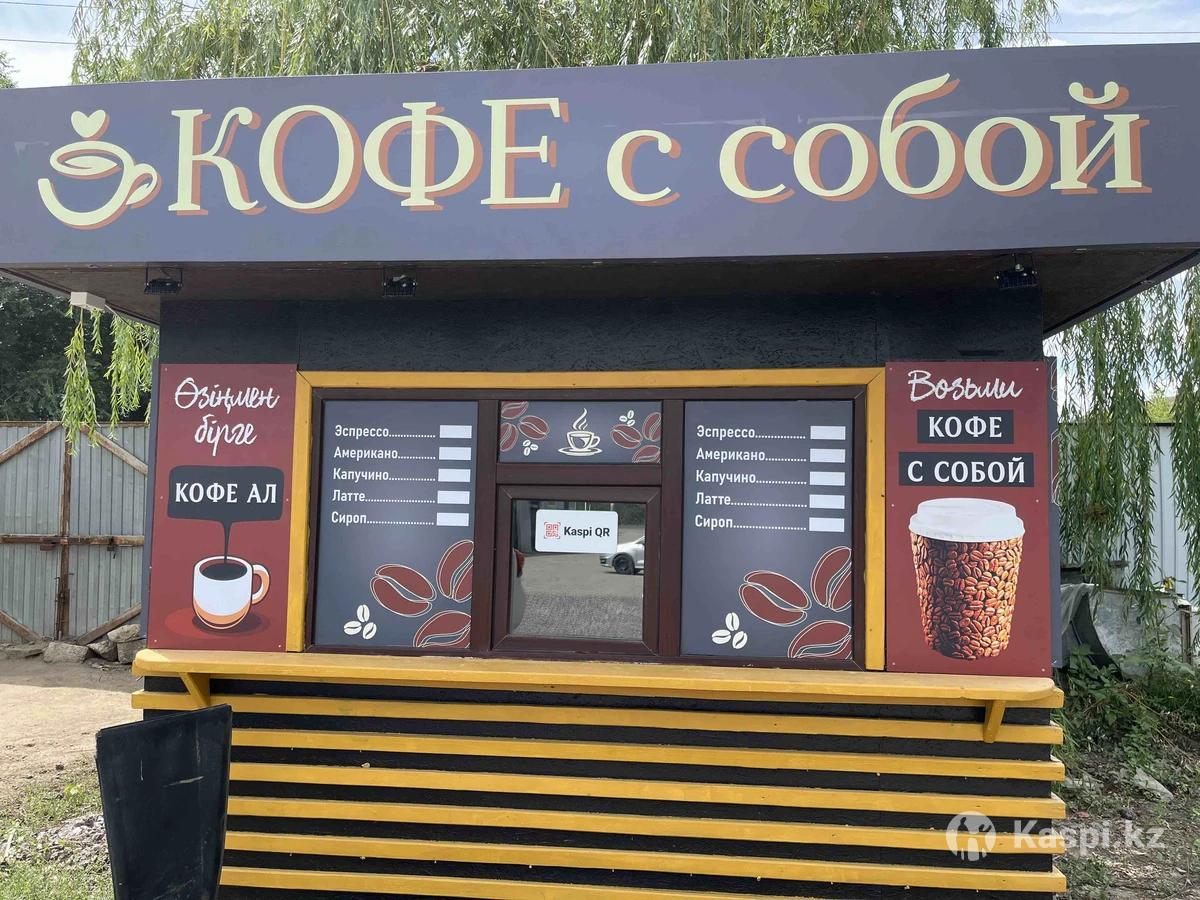 КОФЕ с собой
Өзіңмен
бірге
КОФЕ АЛ
Эспрессо...............
Американо.............
Капучино...............
Латте.....................
Сироп.....................
Kaspi QR
Эспрессо...............
Американо.............
Капучино...............
Латте.....................
Сироп.....................
Возьми
КОФЕ
С СОБОЙ
Kaspi.kz